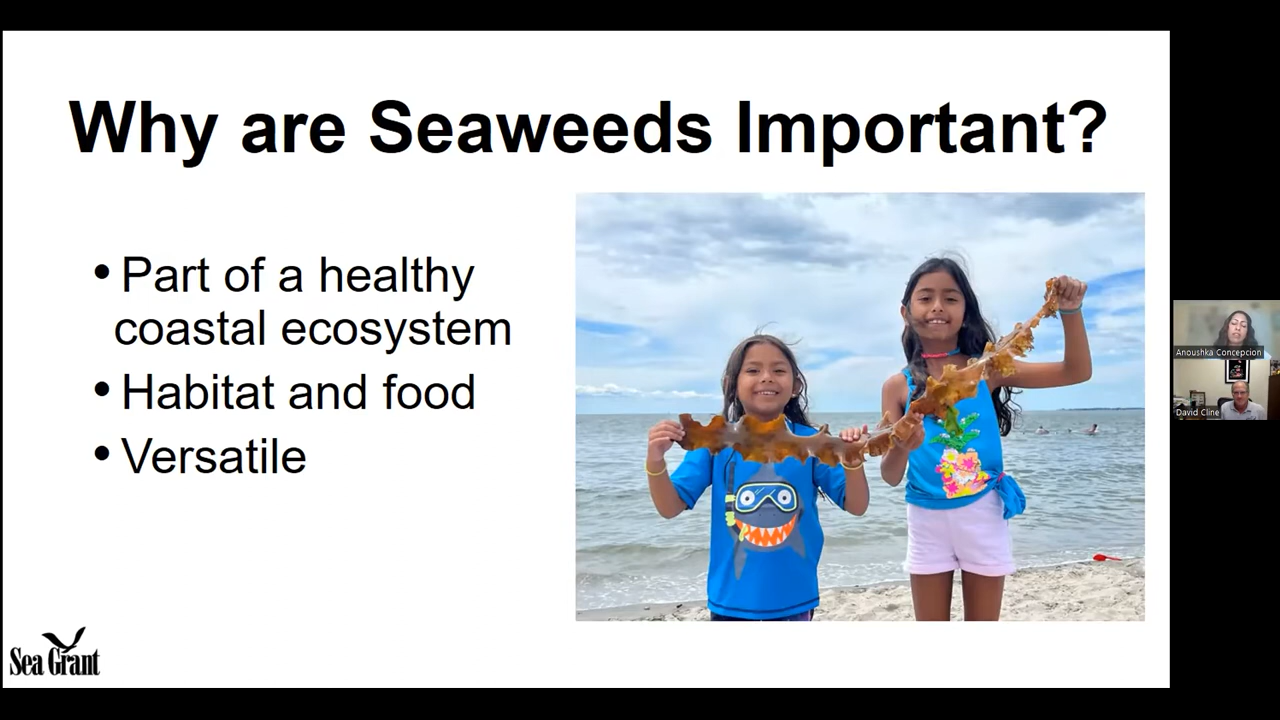 Why are Seaweeds Important?
• Part of a healthy
coastal ecosystem
• Habitat and food
• Versatile
Sea Grant
Anoushka Concepcion
David Cline